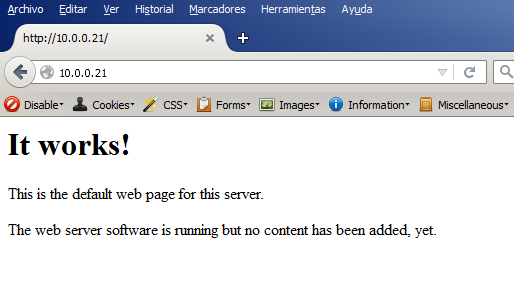 Archivo Editar Ver Historial Marcadores Herramientas Ayuda
http://10.0.0.21/
10.0.0.21
Disable Cookies CSS Forms Images Information Miscellaneous
It works!
This is the default web page for this server.
The web server software is running but no content has been added, yet.